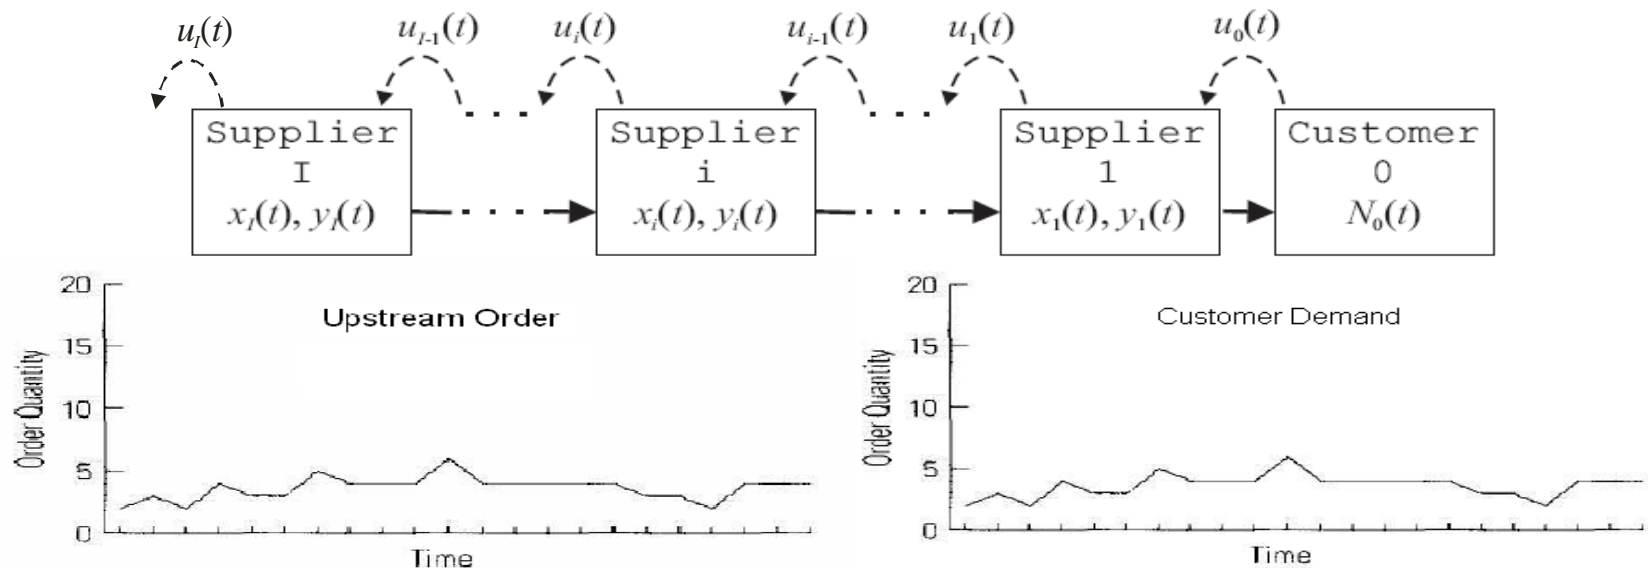 u_I(t) u_{I-1}(t) u_i(t) u_{i-1}(t) u_1(t) u_0(t)
Supplier
I
x_I(t), y_I(t)
Supplier
i
x_i(t), y_i(t)
Supplier
1
x_1(t), y_1(t)
Customer
0
N_0(t)
Upstream Order
20
15
10
5
0
Order Quantity
Time
Customer Demand
20
15
10
5
0
Order Quantity
Time